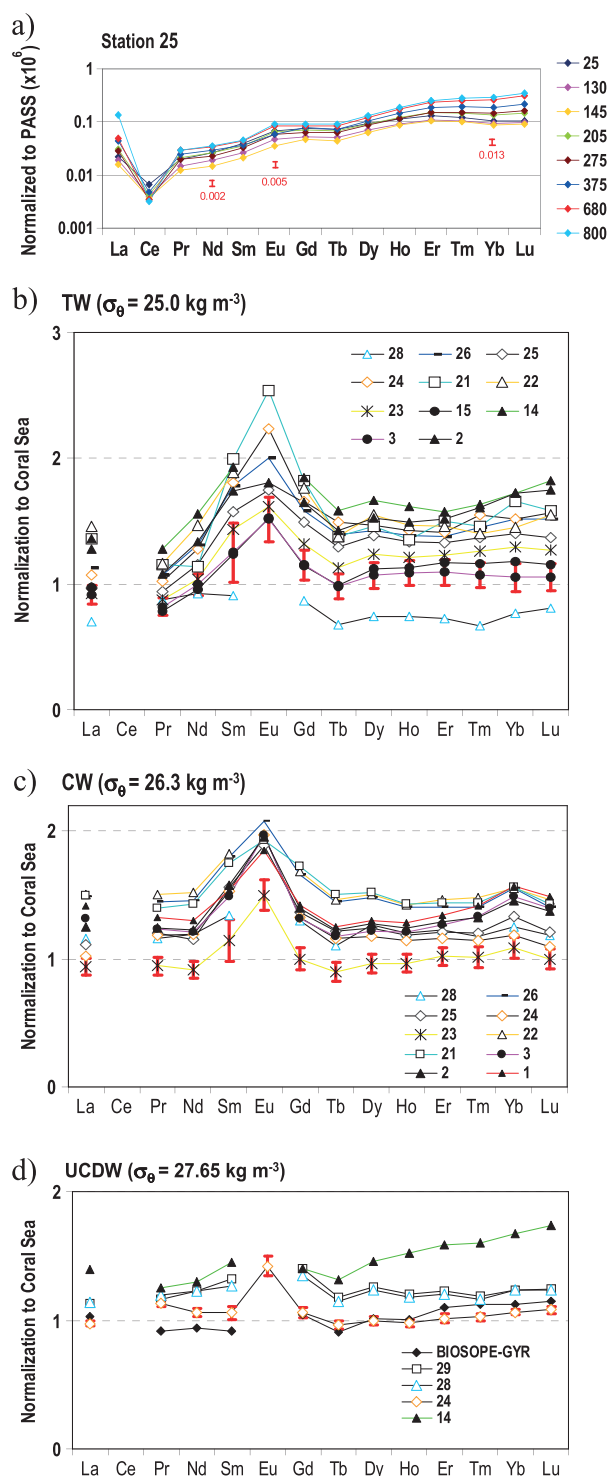 a)
Station 25
Normalized to PASS (x10⁶)
1
0.1
0.01
0.001
0.002
0.005
0.013
La Ce Pr Nd Sm Eu Gd Tb Dy Ho Er Tm Yb Lu
25
130
145
205
275
375
680
800
b) TW (σθ = 25.0 kg m⁻³)
Normalization to Coral Sea
3
2
1
0
28 26 25
24 21 22
23 15 14
3 2
La Ce Pr Nd Sm Eu Gd Tb Dy Ho Er Tm Yb Lu
c) CW (σθ = 26.3 kg m⁻³)
Normalization to Coral Sea
2
1
0
28 26
25 24
23 22
21 3
2 1
La Ce Pr Nd Sm Eu Gd Tb Dy Ho Er Tm Yb Lu
d) UCDW (σθ = 27.65 kg m⁻³)
Normalization to Coral Sea
2
1
0
BIOSOPE-GYR
29
28
24
14
La Ce Pr Nd Sm Eu Gd Tb Dy Ho Er Tm Yb Lu